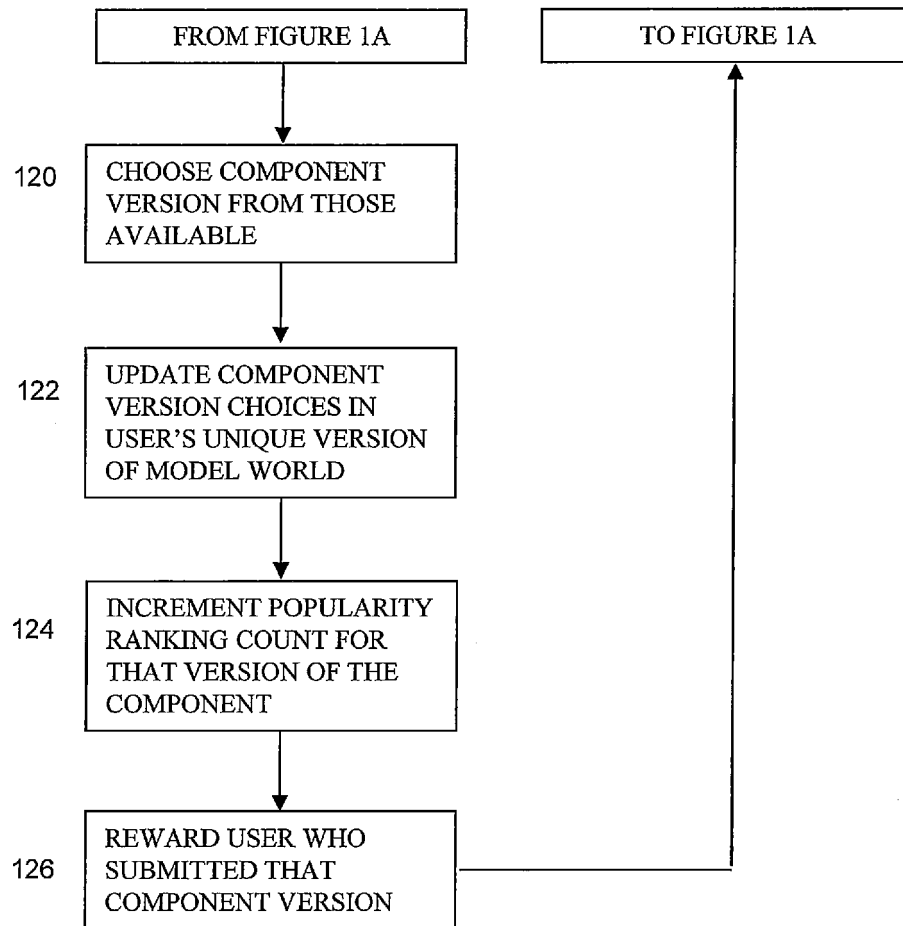 FROM FIGURE 1A
TO FIGURE 1A
120
CHOOSE COMPONENT
VERSION FROM THOSE
AVAILABLE
122
UPDATE COMPONENT
VERSION CHOICES IN
USER'S UNIQUE VERSION
OF MODEL WORLD
124
INCREMENT POPULARITY
RANKING COUNT FOR
THAT VERSION OF THE
COMPONENT
126
REWARD USER WHO
SUBMITTED THAT
COMPONENT VERSION